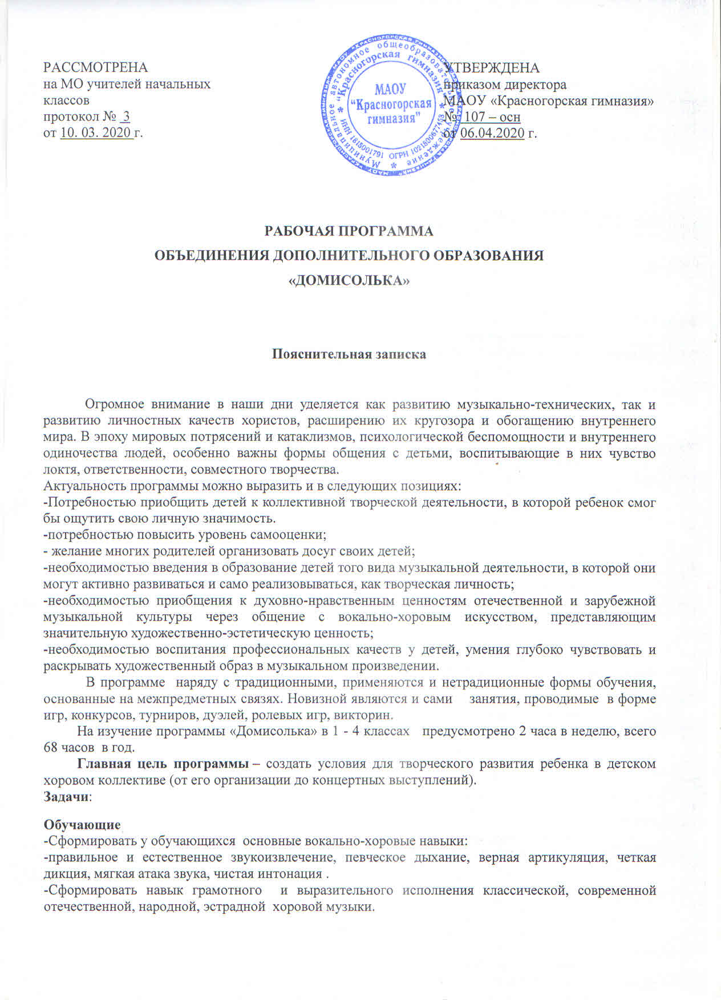 РАССМОТРЕНА
на МО учителей начальных
классов
протокол № 3
от 10. 03. 2020 г.
Муниципальное автономное общеобразовательное учреждение
"Красногорская гимназия"
ИНН 1815001791 ОГРН 1021800677433
МАОУ
"Красногорская
гимназия"
УТВЕРЖДЕНА
приказом директора
МАОУ «Красногорская гимназия»
№ 107 – осн
от 06.04.2020 г.
РАБОЧАЯ ПРОГРАММА
ОБЪЕДИНЕНИЯ ДОПОЛНИТЕЛЬНОГО ОБРАЗОВАНИЯ
«ДОМИСОЛЬКА»
Пояснительная записка
Огромное внимание в наши дни уделяется как развитию музыкально-технических, так и
развитию личностных качеств хористов, расширению их кругозора и обогащению внутреннего
мира. В эпоху мировых потрясений и катаклизмов, психологической беспомощности и внутреннего
одиночества людей, особенно важны формы общения с детьми, воспитывающие в них чувство
локтя, ответственности, совместного творчества.
Актуальность программы можно выразить и в следующих позициях:
-Потребностью приобщить детей к коллективной творческой деятельности, в которой ребенок смог
бы ощутить свою личную значимость.
-потребностью повысить уровень самооценки;
- желание многих родителей организовать досуг своих детей;
-необходимостью введения в образование детей того вида музыкальной деятельности, в которой они
могут активно развиваться и само реализовываться, как творческая личность;
-необходимостью приобщения к духовно-нравственным ценностям отечественной и зарубежной
музыкальной культуры через общение с вокально-хоровым искусством, представляющим
значительную художественно-эстетическую ценность;
-необходимостью воспитания профессиональных качеств у детей, умения глубоко чувствовать и
раскрывать художественный образ в музыкальном произведении.
В программе наряду с традиционными, применяются и нетрадиционные формы обучения,
основанные на межпредметных связях. Новизной являются и сами занятия, проводимые в форме
игр, конкурсов, турниров, дуэлей, ролевых игр, викторин.
На изучение программы «Домисолька» в 1 - 4 классах предусмотрено 2 часа в неделю, всего
68 часов в год.
Главная цель программы – создать условия для творческого развития ребенка в детском
хоровом коллективе (от его организации до концертных выступлений).
Задачи:
Обучающие
-Сформировать у обучающихся основные вокально-хоровые навыки:
-правильное и естественное звукоизвлечение, певческое дыхание, верная артикуляция, четкая
дикция, мягкая атака звука, чистая интонация .
-Сформировать навык грамотного и выразительного исполнения классической, современной
отечественной, народной, эстрадной хоровой музыки.